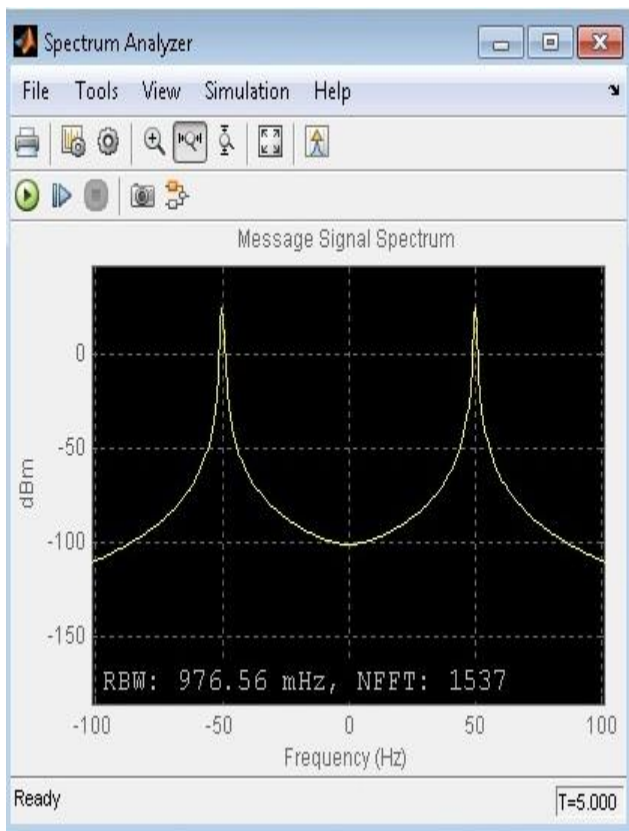 Spectrum Analyzer
File Tools View Simulation Help
Message Signal Spectrum
0
-50
-100
-150
dBm
RBW: 976.56 mHz, NFFT: 1537
-100 -50 0 50 100
Frequency (Hz)
Ready T=5.000